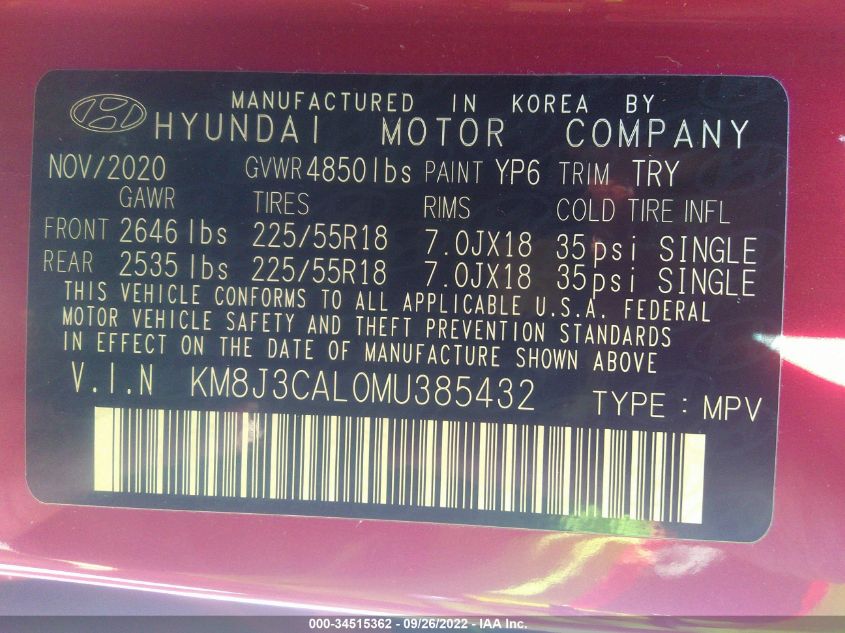 MANUFACTURED IN KOREA BY
HYUNDAI MOTOR COMPANY
NOV/2020 GVWR 4850 lbs PAINT YP6 TRIM TRY
GAWR TIRES RIMS COLD TIRE INFL
FRONT 2646 lbs 225/55R18 7.0JX18 35psi SINGLE
REAR 2535 lbs 225/55R18 7.0JX18 35psi SINGLE
THIS VEHICLE CONFORMS TO ALL APPLICABLE U.S.A. FEDERAL
MOTOR VEHICLE SAFETY AND THEFT PREVENTION STANDARDS
IN EFFECT ON THE DATE OF MANUFACTURE SHOWN ABOVE
V.I.N KM8J3CAL0MU385432 TYPE : MPV
000-34515362 - 09/26/2022 - IAA Inc.